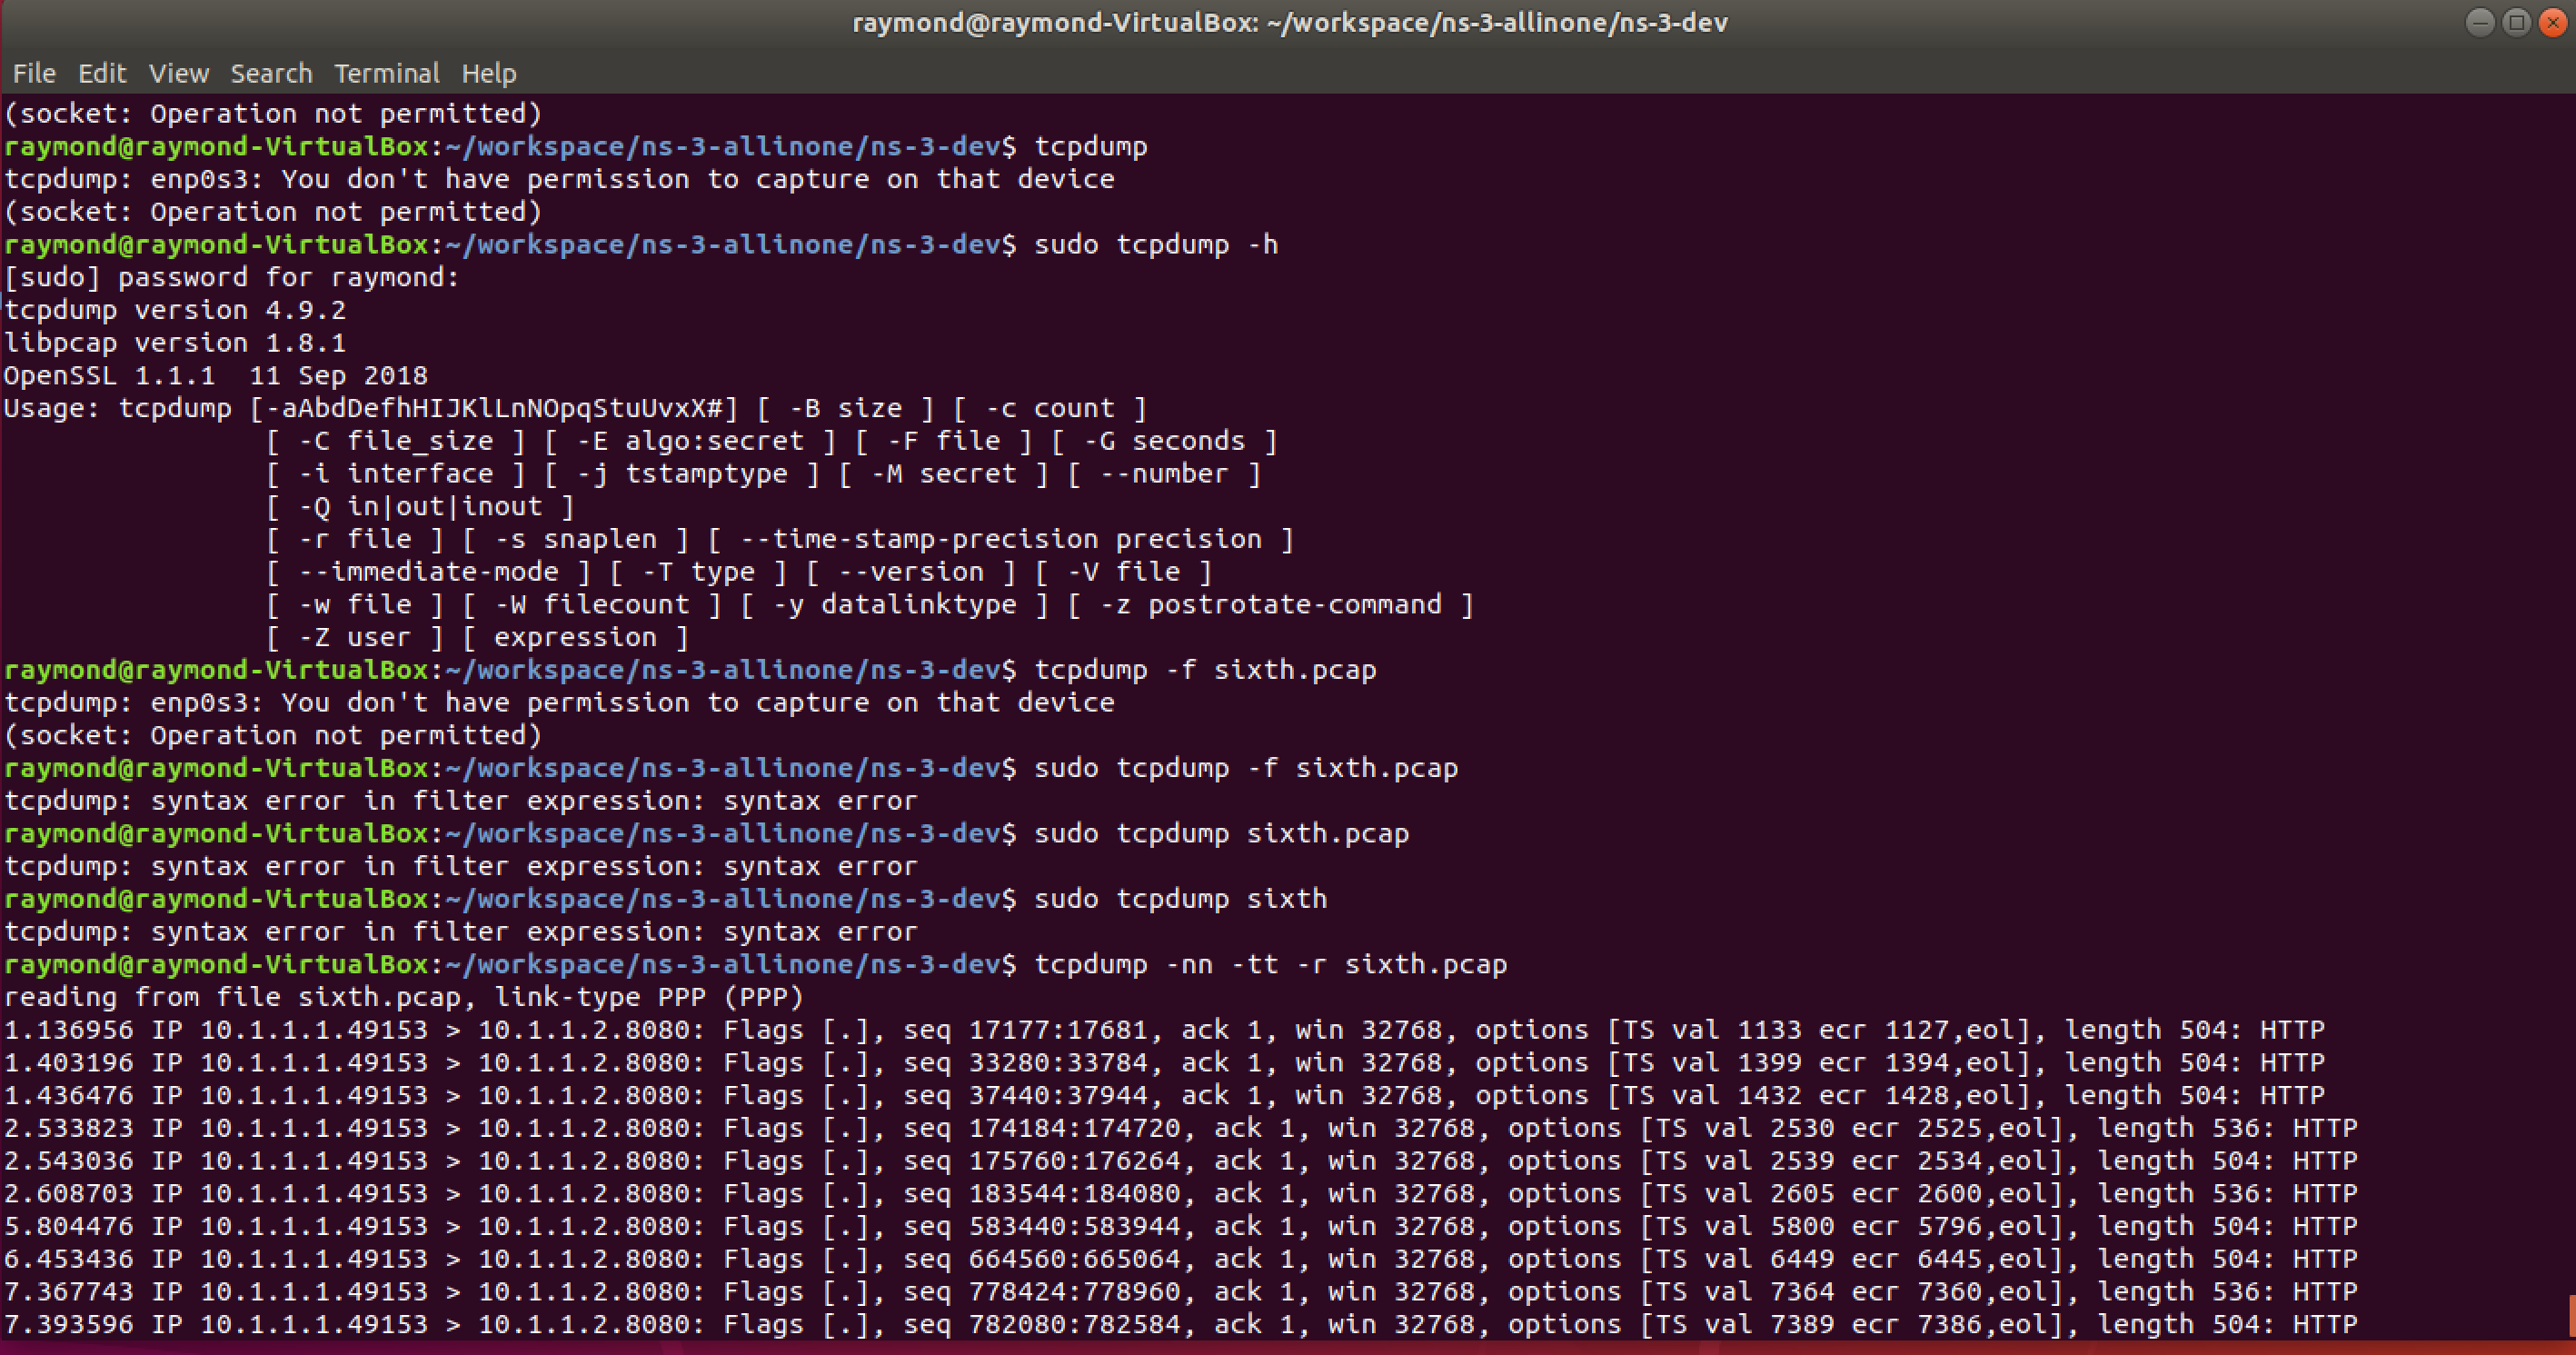 raymond@raymond-VirtualBox: ~/workspace/ns-3-allinone/ns-3-dev
File Edit View Search Terminal Help
(socket: Operation not permitted)
raymond@raymond-VirtualBox:~/workspace/ns-3-allinone/ns-3-dev$ tcpdump
tcpdump: enp0s3: You don't have permission to capture on that device
(socket: Operation not permitted)
raymond@raymond-VirtualBox:~/workspace/ns-3-allinone/ns-3-dev$ sudo tcpdump -h
[sudo] password for raymond:
tcpdump version 4.9.2
libpcap version 1.8.1
OpenSSL 1.1.1  11 Sep 2018
Usage: tcpdump [-aAbdDefhHIJKlLnNOpqStuUvxX#] [ -B size ] [ -c count ]
                [ -C file_size ] [ -E algo:secret ] [ -F file ] [ -G seconds ]
                [ -i interface ] [ -j tstamptype ] [ -M secret ] [ --number ]
                [ -Q in|out|inout ]
                [ -r file ] [ -s snaplen ] [ --time-stamp-precision precision ]
                [ --immediate-mode ] [ -T type ] [ --version ] [ -V file ]
                [ -w file ] [ -W filecount ] [ -y datalinktype ] [ -z postrotate-command ]
                [ -Z user ] [ expression ]
raymond@raymond-VirtualBox:~/workspace/ns-3-allinone/ns-3-dev$ tcpdump -f sixth.pcap
tcpdump: enp0s3: You don't have permission to capture on that device
(socket: Operation not permitted)
raymond@raymond-VirtualBox:~/workspace/ns-3-allinone/ns-3-dev$ sudo tcpdump -f sixth.pcap
tcpdump: syntax error in filter expression: syntax error
raymond@raymond-VirtualBox:~/workspace/ns-3-allinone/ns-3-dev$ sudo tcpdump sixth.pcap
tcpdump: syntax error in filter expression: syntax error
raymond@raymond-VirtualBox:~/workspace/ns-3-allinone/ns-3-dev$ sudo tcpdump sixth
tcpdump: syntax error in filter expression: syntax error
raymond@raymond-VirtualBox:~/workspace/ns-3-allinone/ns-3-dev$ tcpdump -nn -tt -r sixth.pcap
reading from file sixth.pcap, link-type PPP (PPP)
1.136956 IP 10.1.1.1.49153 > 10.1.1.2.8080: Flags [.], seq 17177:17681, ack 1, win 32768, options [TS val 1133 ecr 1127,eol], length 504: HTTP
1.403196 IP 10.1.1.1.49153 > 10.1.1.2.8080: Flags [.], seq 33280:33784, ack 1, win 32768, options [TS val 1399 ecr 1394,eol], length 504: HTTP
1.436476 IP 10.1.1.1.49153 > 10.1.1.2.8080: Flags [.], seq 37440:37944, ack 1, win 32768, options [TS val 1432 ecr 1428,eol], length 504: HTTP
2.533823 IP 10.1.1.1.49153 > 10.1.1.2.8080: Flags [.], seq 174184:174720, ack 1, win 32768, options [TS val 2530 ecr 2525,eol], length 536: HTTP
2.543036 IP 10.1.1.1.49153 > 10.1.1.2.8080: Flags [.], seq 175760:176264, ack 1, win 32768, options [TS val 2539 ecr 2534,eol], length 504: HTTP
2.608703 IP 10.1.1.1.49153 > 10.1.1.2.8080: Flags [.], seq 183544:184080, ack 1, win 32768, options [TS val 2605 ecr 2600,eol], length 536: HTTP
5.804476 IP 10.1.1.1.49153 > 10.1.1.2.8080: Flags [.], seq 583440:583944, ack 1, win 32768, options [TS val 5800 ecr 5796,eol], length 504: HTTP
6.453436 IP 10.1.1.1.49153 > 10.1.1.2.8080: Flags [.], seq 664560:665064, ack 1, win 32768, options [TS val 6449 ecr 6445,eol], length 504: HTTP
7.367743 IP 10.1.1.1.49153 > 10.1.1.2.8080: Flags [.], seq 778424:778960, ack 1, win 32768, options [TS val 7364 ecr 7360,eol], length 536: HTTP
7.393596 IP 10.1.1.1.49153 > 10.1.1.2.8080: Flags [.], seq 782080:782584, ack 1, win 32768, options [TS val 7389 ecr 7386,eol], length 504: HTTP